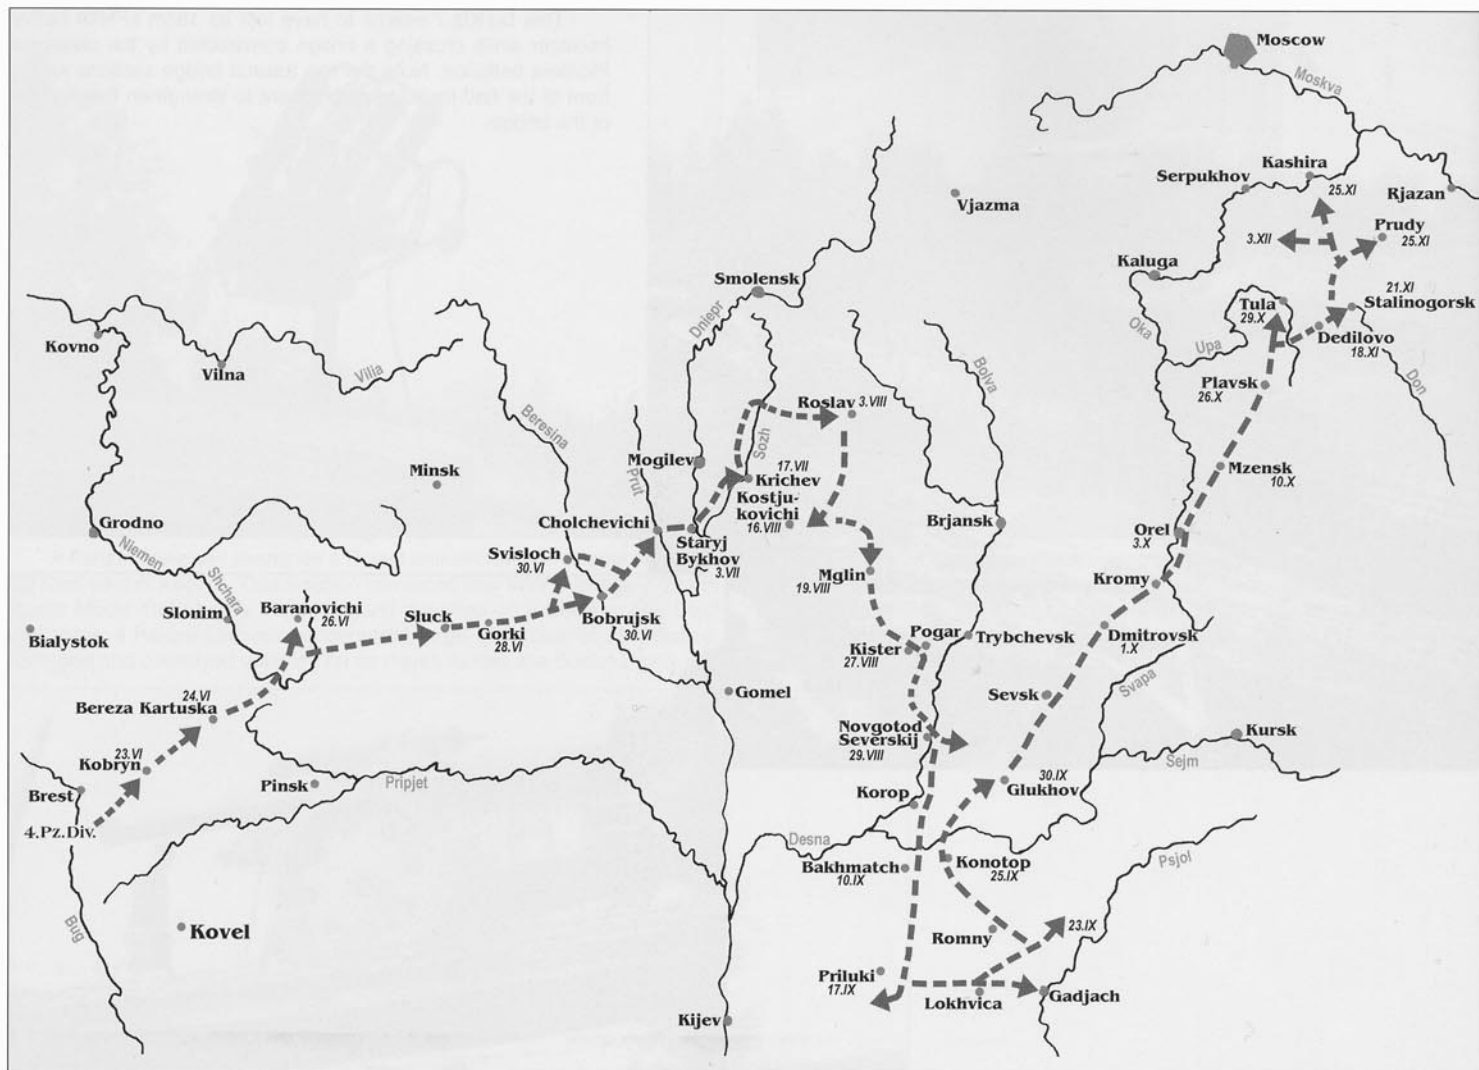 Moscow
Moskva
Kashira
25.XI
Serpukhov
Rjazan
Vjazma
Prudy
25.XI
3.XII
Kaluga
Smolensk
21.XI
Stalinogorsk
Tula
29.X
Dniepr
Oka
Upa
Dedilovo
18.XI
Kovno
Vilna
Vilia
Bolva
Don
Plavsk
26.X
Beresina
Roslav 3.VIII
Sozh
Mogilev
17.VII
Krichev
Mzensk
10.X
Minsk
Prut
Kostju-
kovichi
16.VIII
Grodno
Cholchevichi
Brjansk
Orel
3.X
Niemen
Staryj
Bykhov
3.VII
Svisloch
30.VI
Shchara
Mglin
19.VIII
Kromy
Slonim
Baranovichi
26.VI
Sluck
Gorki
28.VI
Bobrujsk
30.VI
Bialystok
Pogar
Trybchevsk
Dmitrovsk
1.X
Kister
27.VIII
Svapa
Gomel
Sevsk
24.VI
Bereza Kartuska
Novgotod
Severskij
29.VIII
Kursk
23.VI
Kobryn
Sejm
Brest
Pinsk
Pripjet
30.IX
Glukhov
Korop
4.Pz.Div.
Desna
Bakhmatch
10.IX
Konotop
25.IX
Psjol
Bug
Kovel
Romny
23.IX
Priluki
17.IX
Lokhvica
Gadjach
Kijev